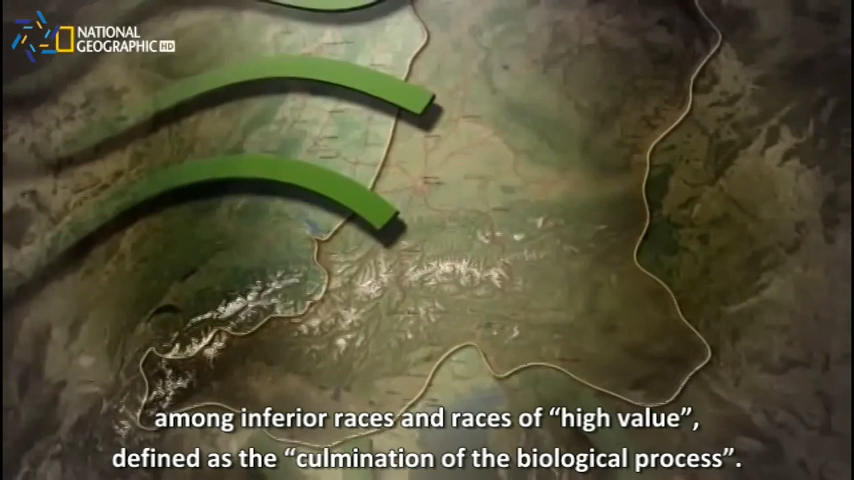 NATIONAL
GEOGRAPHIC HD
among inferior races and races of “high value”,
defined as the “culmination of the biological process”.